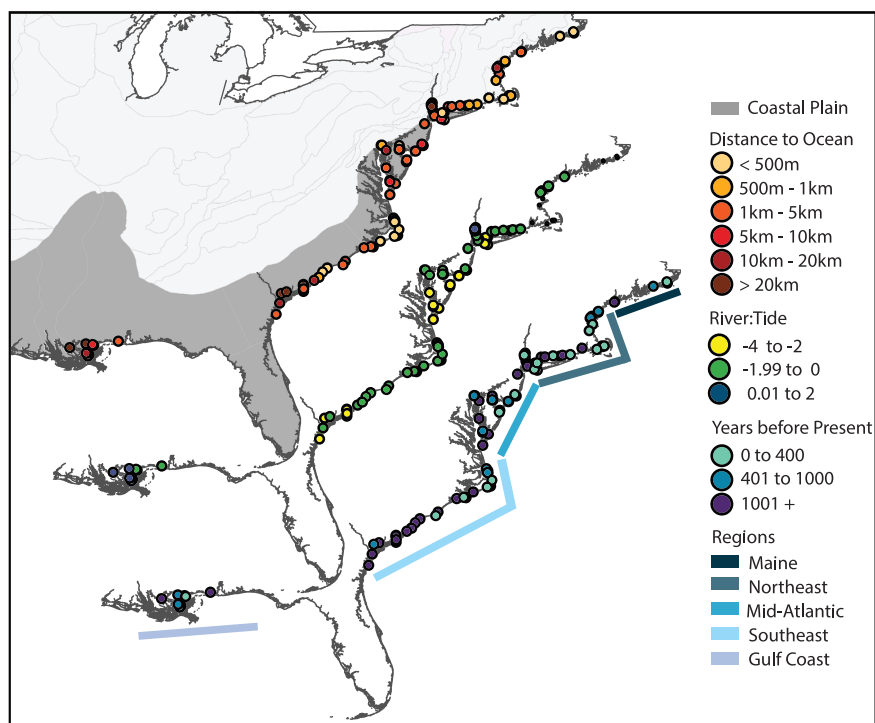 Coastal Plain
Distance to Ocean
< 500m
500m - 1km
1km - 5km
5km - 10km
10km - 20km
> 20km
River:Tide
-4 to -2
-1.99 to 0
0.01 to 2
Years before Present
0 to 400
401 to 1000
1001 +
Regions
Maine
Northeast
Mid-Atlantic
Southeast
Gulf Coast